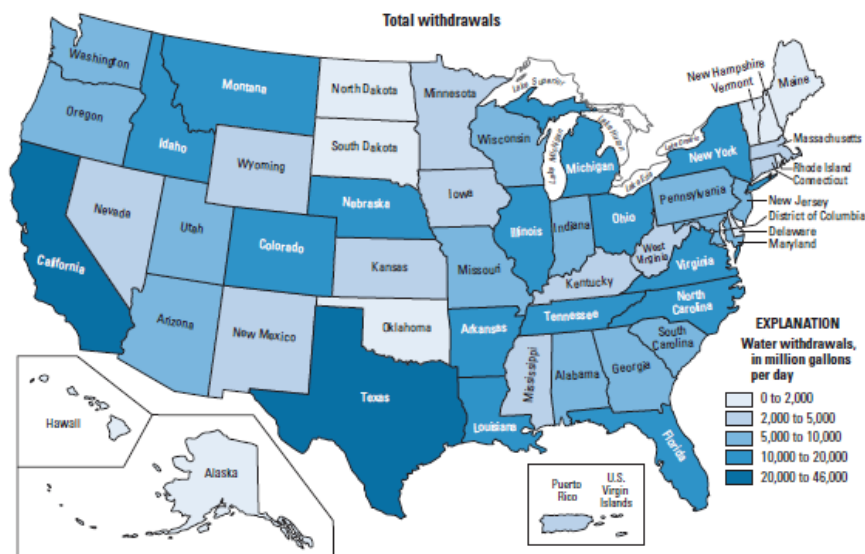 Total withdrawals
Washington
Montana
North Dakota
Minnesota
Lake Superior
New Hampshire
Vermont
Maine
Oregon
Idaho
South Dakota
Wisconsin
Lake Michigan
Lake Huron
Michigan
Lake Ontario
New York
Massachusetts
Wyoming
Lake Erie
Rhode Island
Connecticut
Nevada
Nebraska
Iowa
Pennsylvania
New Jersey
Utah
Illinois
Indiana
Ohio
District of Columbia
Delaware
Maryland
California
Colorado
Kansas
Missouri
West
Virginia
Virginia
Kentucky
Arizona
New Mexico
Oklahoma
Arkansas
Tennessee
North
Carolina
South
Carolina
Texas
Mississippi
Alabama
Georgia
Louisiana
Florida
Hawaii
Alaska
Puerto
Rico
U.S.
Virgin
Islands
EXPLANATION
Water withdrawals,
in million gallons
per day
0 to 2,000
2,000 to 5,000
5,000 to 10,000
10,000 to 20,000
20,000 to 46,000